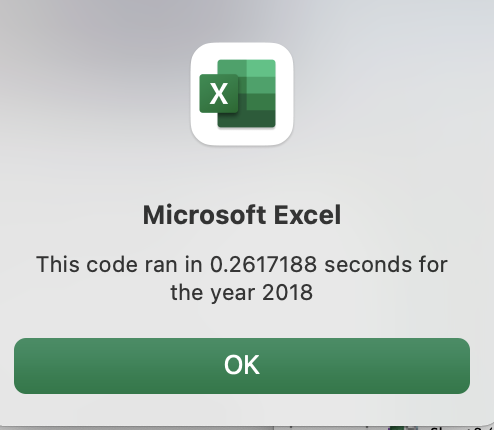 X
Microsoft Excel
This code ran in 0.2617188 seconds for
the year 2018
OK